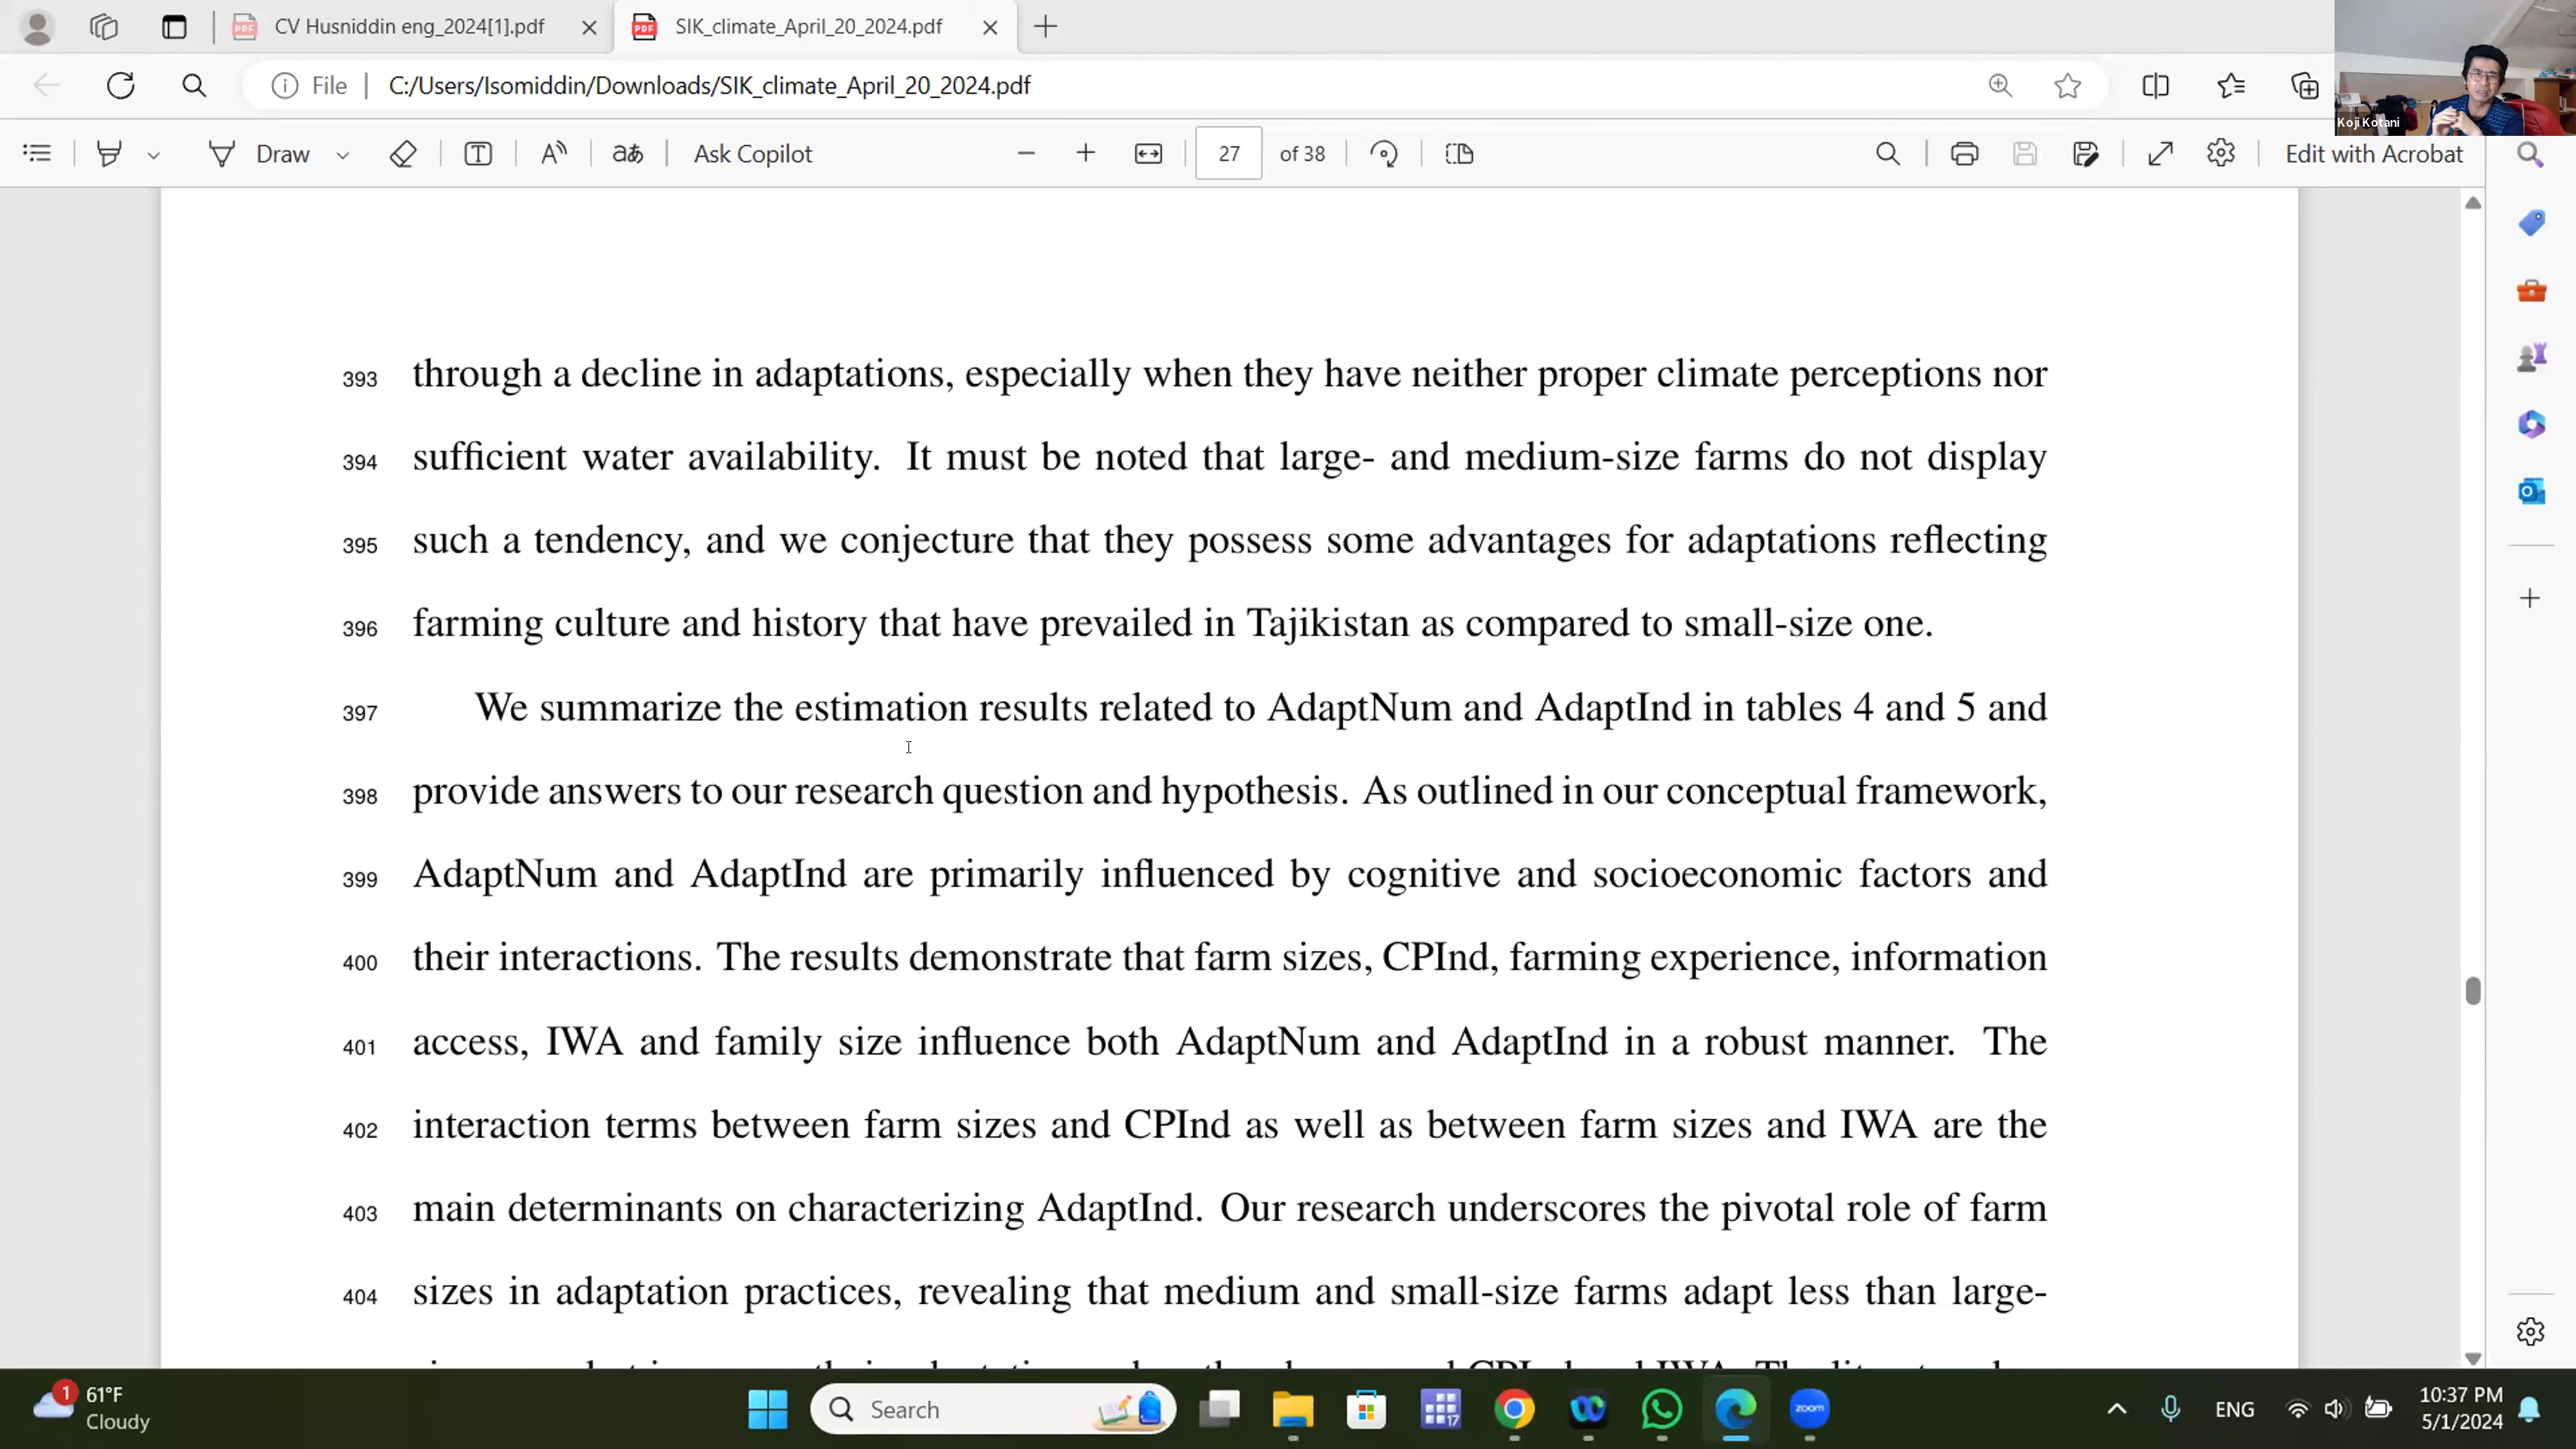 CV Husniddin eng_2024[1].pdf
SIK_climate_April_20_2024.pdf
File
C:/Users/Isomiddin/Downloads/SIK_climate_April_20_2024.pdf
Koji Kotani
Draw
Ask Copilot
27 of 38
Edit with Acrobat
393 through a decline in adaptations, especially when they have neither proper climate perceptions nor
394 sufficient water availability. It must be noted that large- and medium-size farms do not display
395 such a tendency, and we conjecture that they possess some advantages for adaptations reflecting
396 farming culture and history that have prevailed in Tajikistan as compared to small-size one.
397 We summarize the estimation results related to AdaptNum and AdaptInd in tables 4 and 5 and
398 provide answers to our research question and hypothesis. As outlined in our conceptual framework,
399 AdaptNum and AdaptInd are primarily influenced by cognitive and socioeconomic factors and
400 their interactions. The results demonstrate that farm sizes, CPInd, farming experience, information
401 access, IWA and family size influence both AdaptNum and AdaptInd in a robust manner. The
402 interaction terms between farm sizes and CPInd as well as between farm sizes and IWA are the
403 main determinants on characterizing AdaptInd. Our research underscores the pivotal role of farm
404 sizes in adaptation practices, revealing that medium and small-size farms adapt less than large-
1
61°F
Cloudy
Search
17
zoom
ENG
10:37 PM
5/1/2024